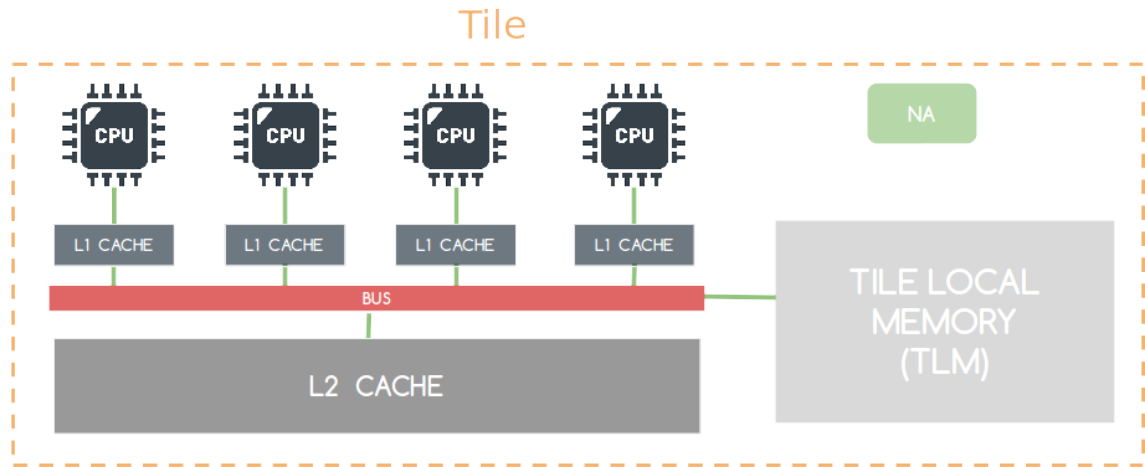 Tile
CPU
CPU
CPU
CPU
NA
L1 CACHE
L1 CACHE
L1 CACHE
L1 CACHE
BUS
TILE LOCAL
MEMORY
(TLM)
L2 CACHE